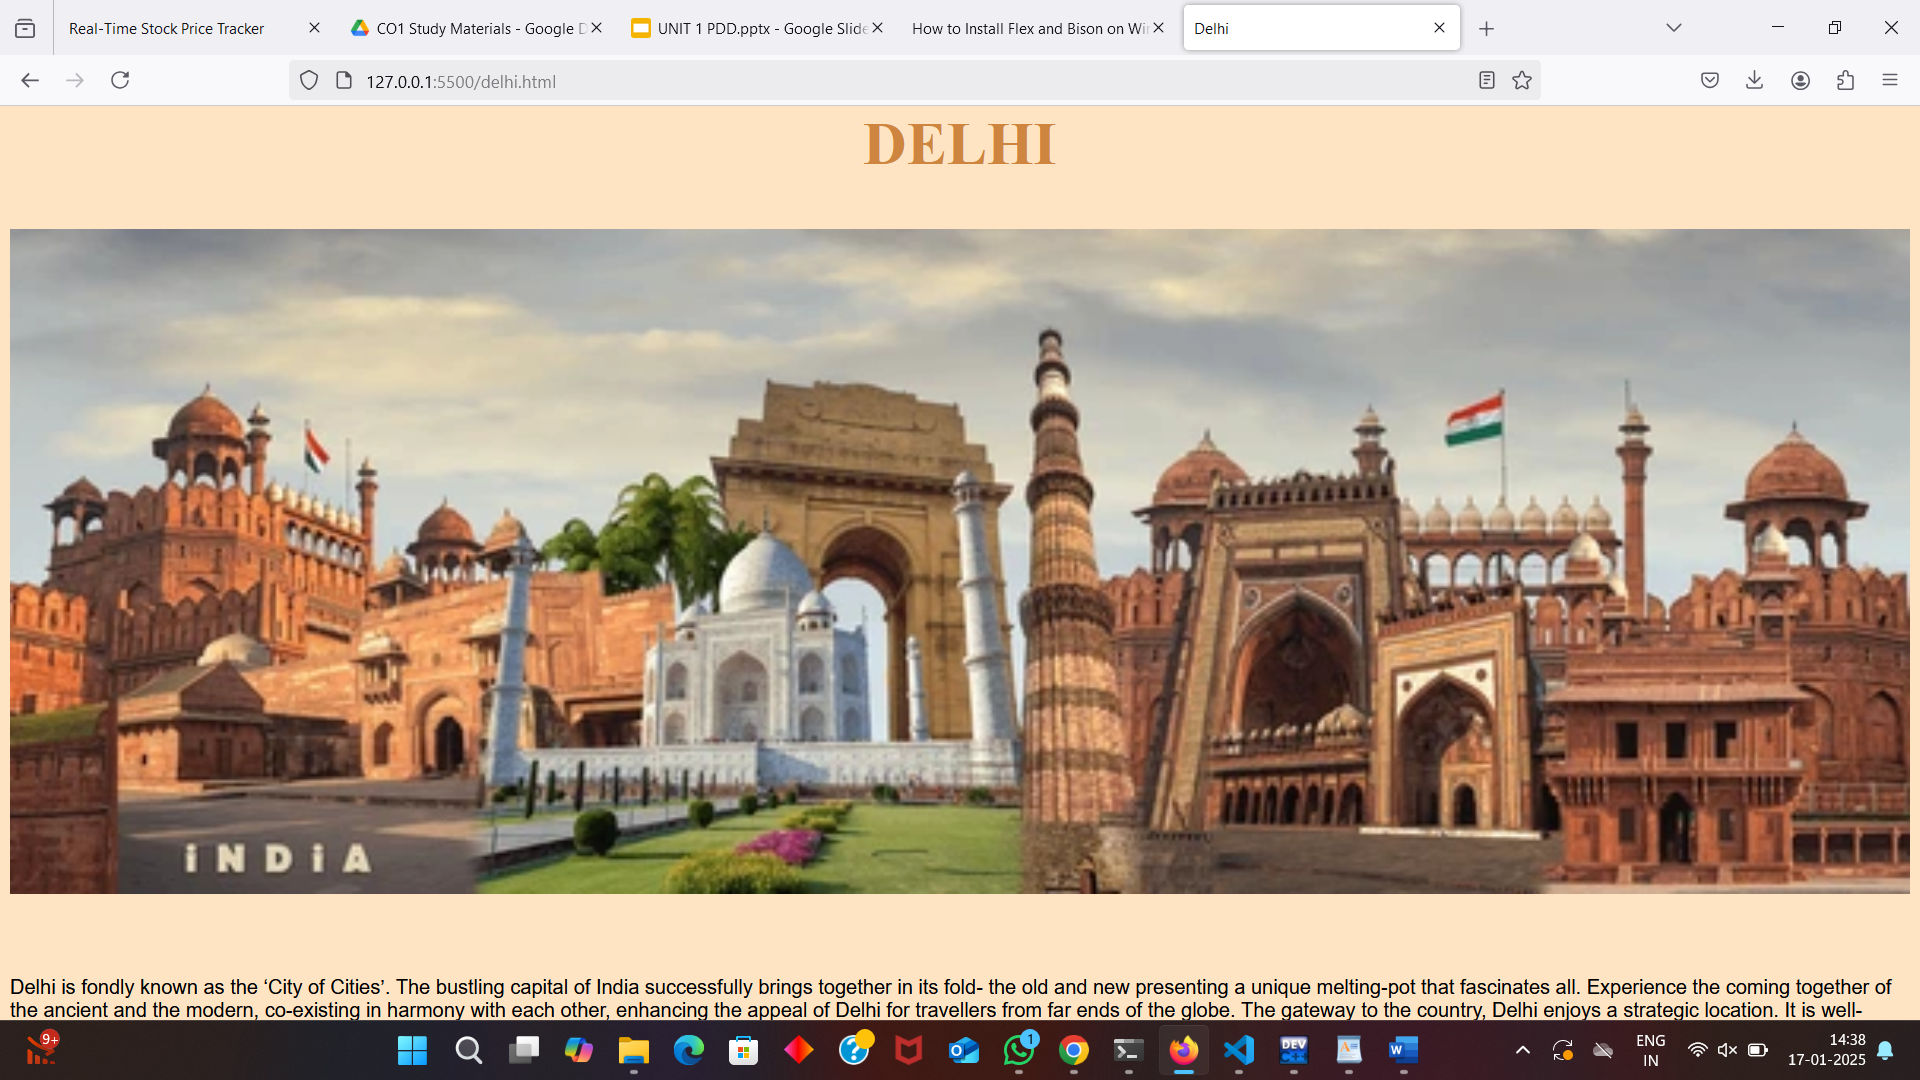 Real-Time Stock Price Tracker
CO1 Study Materials - Google D
UNIT 1 PDD.pptx - Google Slide
How to Install Flex and Bison on Wi
Delhi
127.0.0.1:5500/delhi.html
DELHI
iNDiA
Delhi is fondly known as the ‘City of Cities’. The bustling capital of India successfully brings together in its fold- the old and new presenting a unique melting-pot that fascinates all. Experience the coming together of
the ancient and the modern, co-existing in harmony with each other, enhancing the appeal of Delhi for travellers from far ends of the globe. The gateway to the country, Delhi enjoys a strategic location. It is well-
9+
1
DEV
C++
W
ENG
IN
14:38
17-01-2025